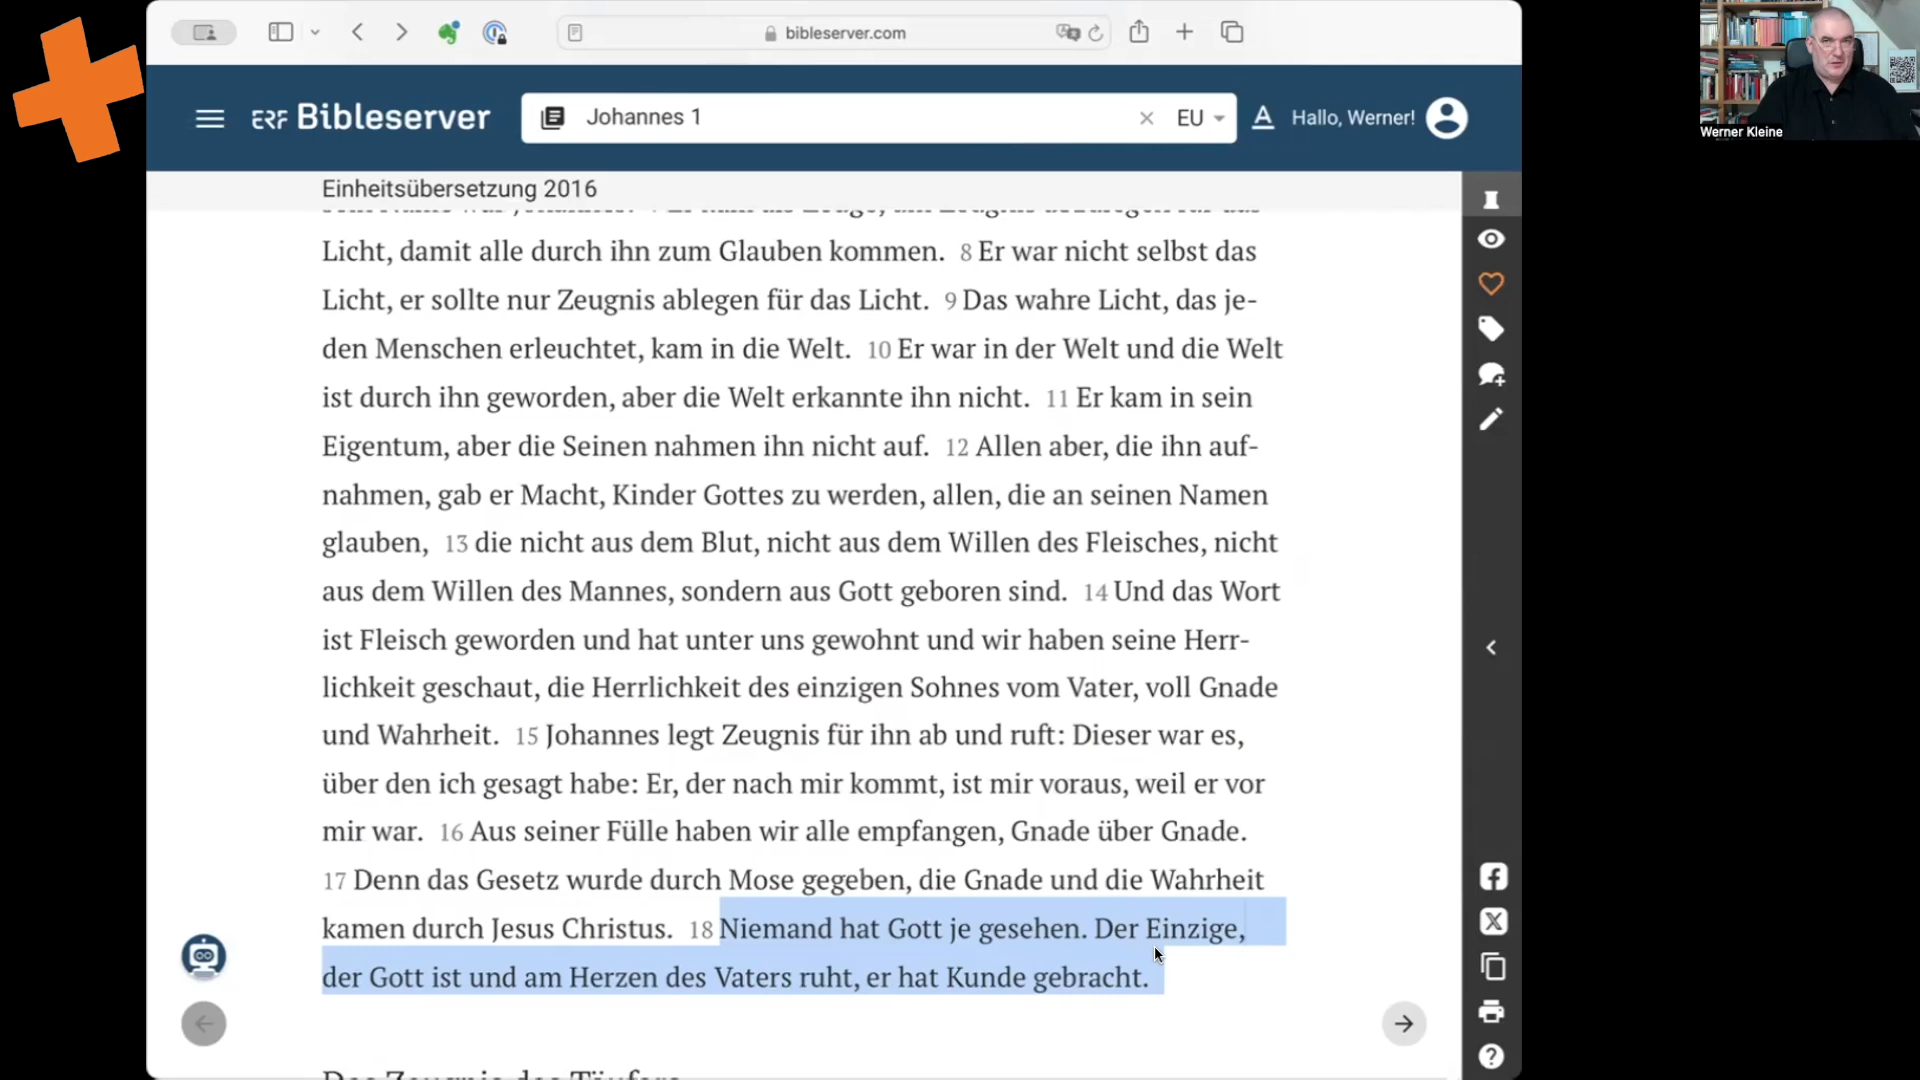 bibleserver.com
Werner Kleine
ERF Bibleserver
Johannes 1
EU
A
Hallo, Werner!
Einheitsübersetzung 2016
Licht, damit alle durch ihn zum Glauben kommen. 8 Er war nicht selbst das
Licht, er sollte nur Zeugnis ablegen für das Licht. 9 Das wahre Licht, das je-
den Menschen erleuchtet, kam in die Welt. 10 Er war in der Welt und die Welt
ist durch ihn geworden, aber die Welt erkannte ihn nicht. 11 Er kam in sein
Eigentum, aber die Seinen nahmen ihn nicht auf. 12 Allen aber, die ihn auf-
nahmen, gab er Macht, Kinder Gottes zu werden, allen, die an seinen Namen
glauben, 13 die nicht aus dem Blut, nicht aus dem Willen des Fleisches, nicht
aus dem Willen des Mannes, sondern aus Gott geboren sind. 14 Und das Wort
ist Fleisch geworden und hat unter uns gewohnt und wir haben seine Herr-
lichkeit geschaut, die Herrlichkeit des einzigen Sohnes vom Vater, voll Gnade
und Wahrheit. 15 Johannes legt Zeugnis für ihn ab und ruft: Dieser war es,
über den ich gesagt habe: Er, der nach mir kommt, ist mir voraus, weil er vor
mir war. 16 Aus seiner Fülle haben wir alle empfangen, Gnade über Gnade.
17 Denn das Gesetz wurde durch Mose gegeben, die Gnade und die Wahrheit
kamen durch Jesus Christus. 18 Niemand hat Gott je gesehen. Der Einzige,
der Gott ist und am Herzen des Vaters ruht, er hat Kunde gebracht.
Das Zeugnis des Täufers